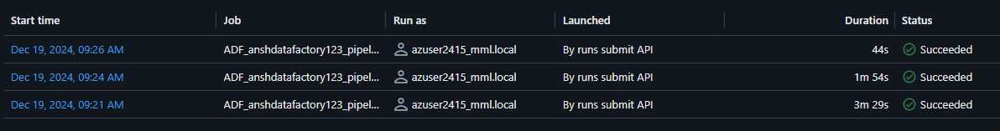 Start time Job Run as Launched Duration Status
Dec 19, 2024, 09:26 AM ADF_anshdatafactory123_pipel... azuser2415_mml.local By runs submit API 44s Succeeded
Dec 19, 2024, 09:24 AM ADF_anshdatafactory123_pipel... azuser2415_mml.local By runs submit API 1m 54s Succeeded
Dec 19, 2024, 09:21 AM ADF_anshdatafactory123_pipel... azuser2415_mml.local By runs submit API 3m 29s Succeeded